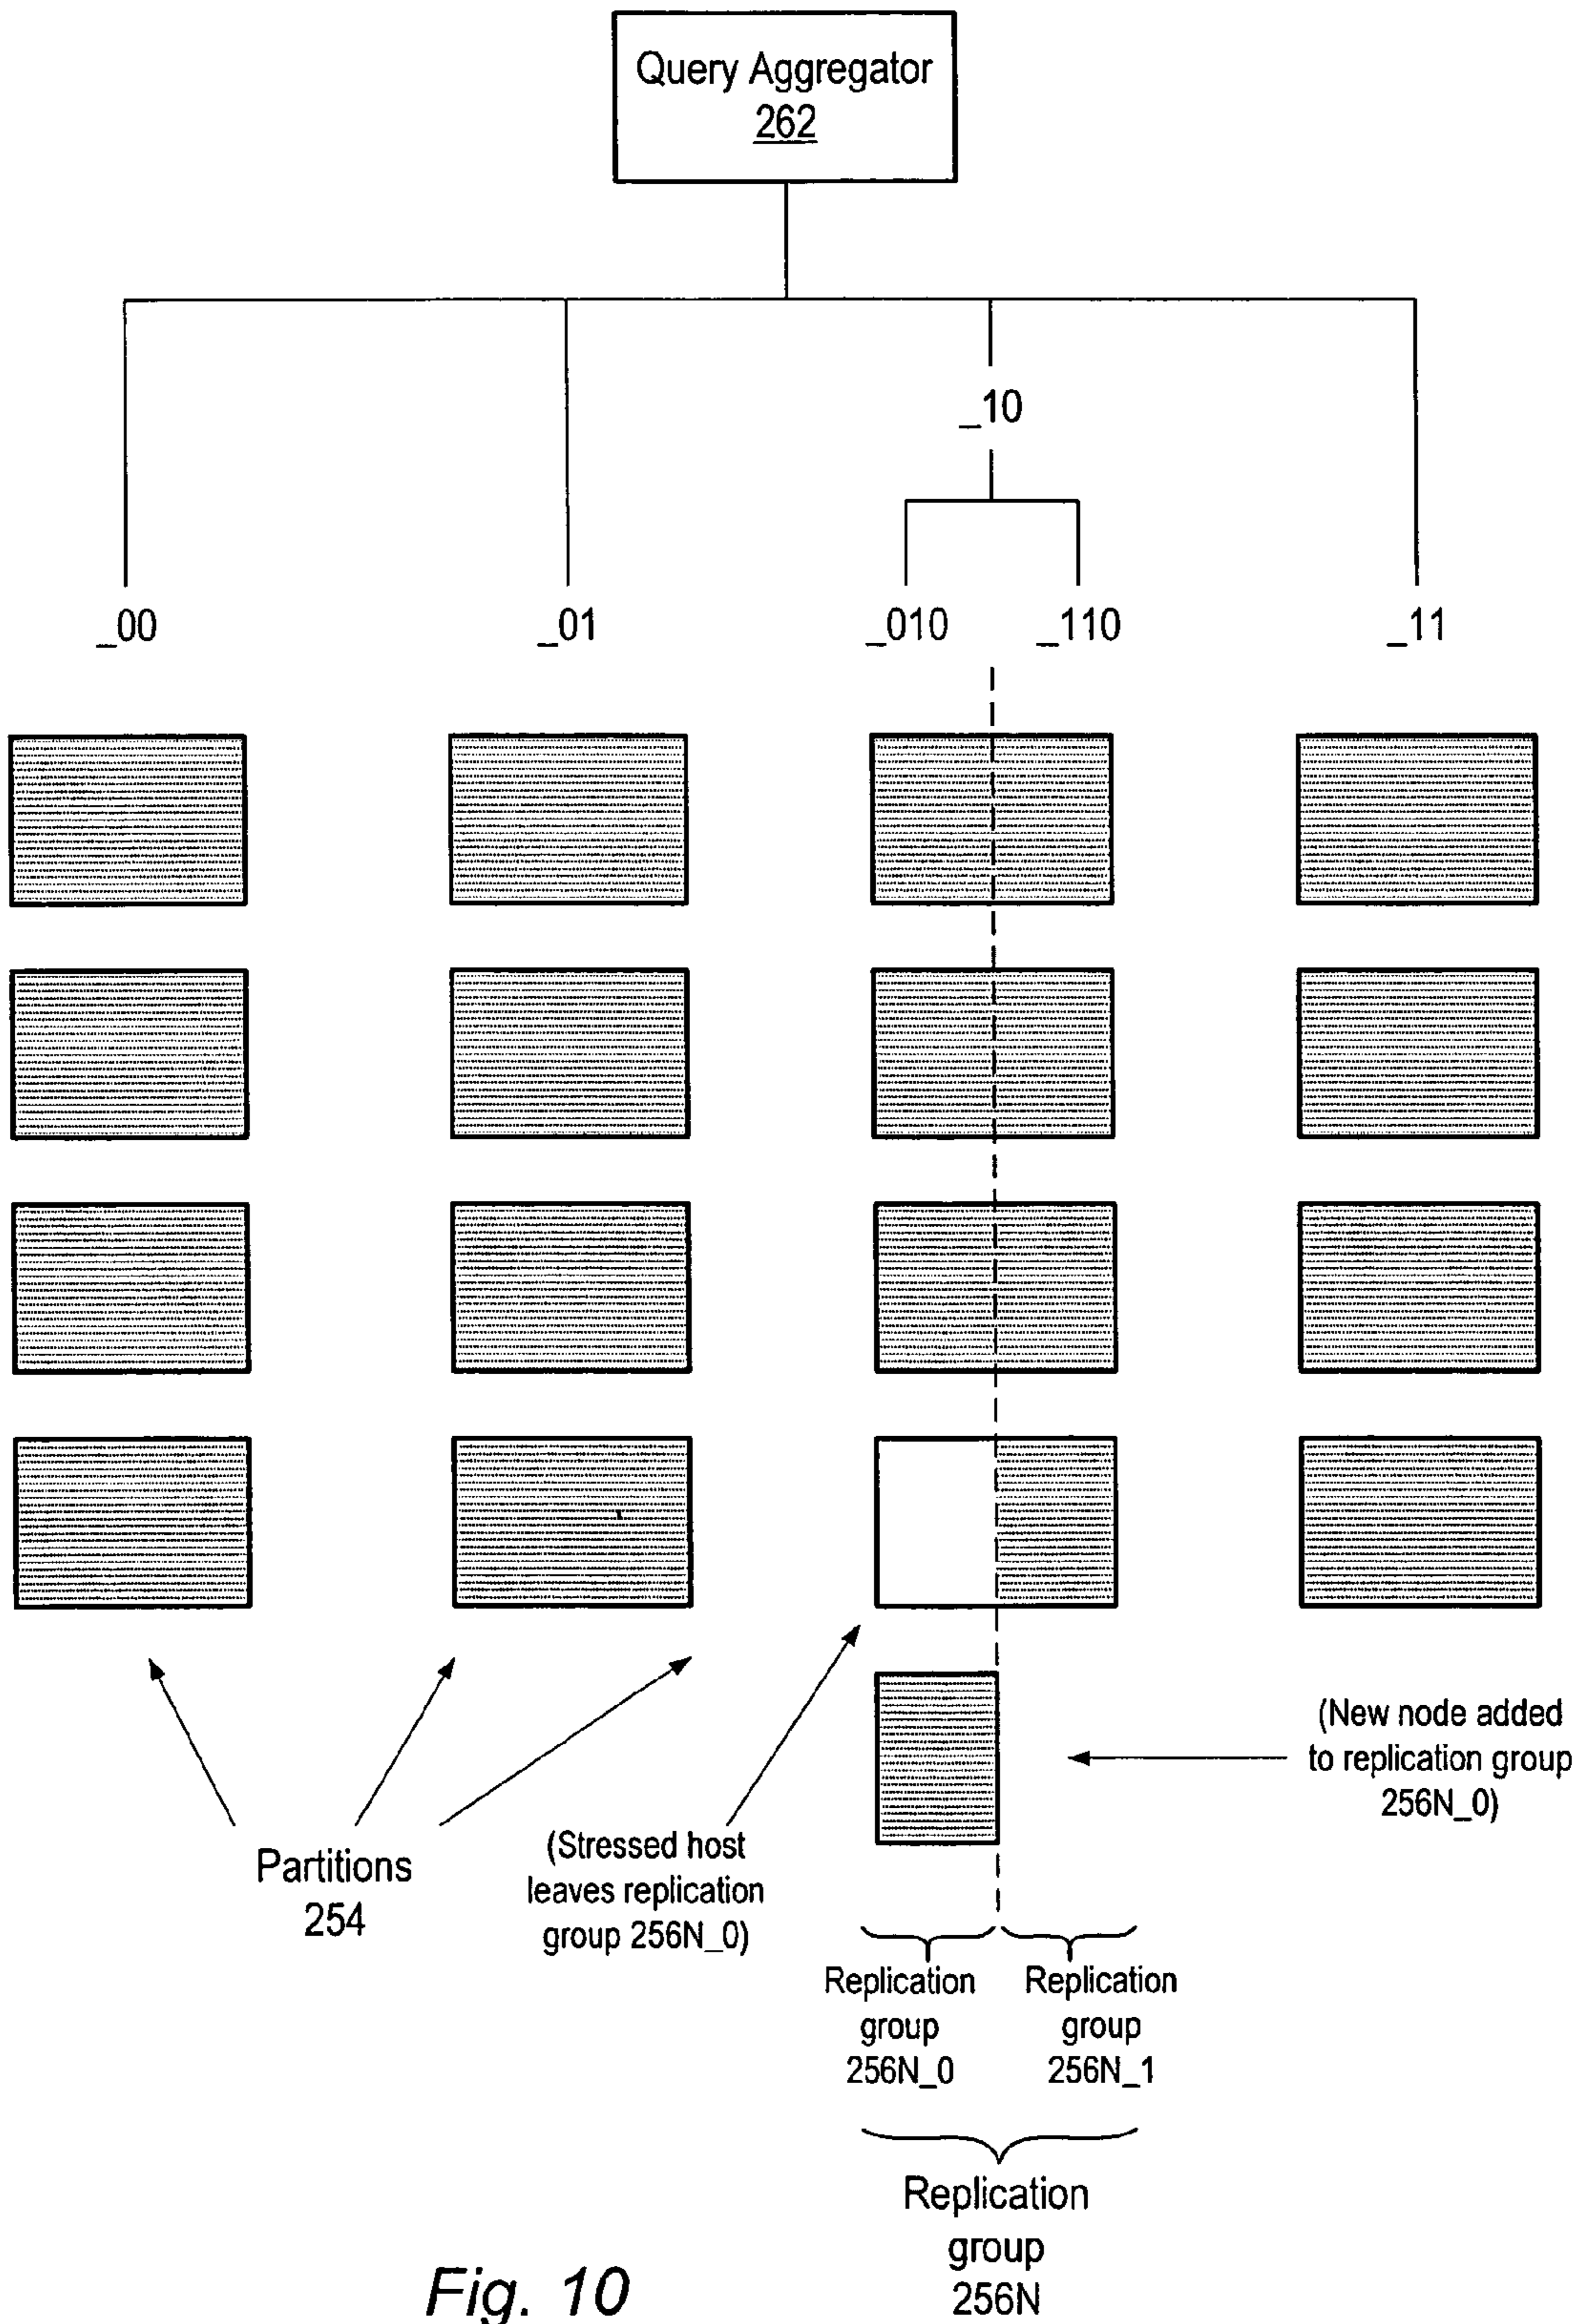 Query Aggregator
262
_10
_00
_01
_010
_110
_11
(New node added
to replication group
256N_0)
Partitions
254
(Stressed host
leaves replication
group 256N_0)
Replication
group
256N_0
Replication
group
256N_1
Replication
group
256N
Fig. 10